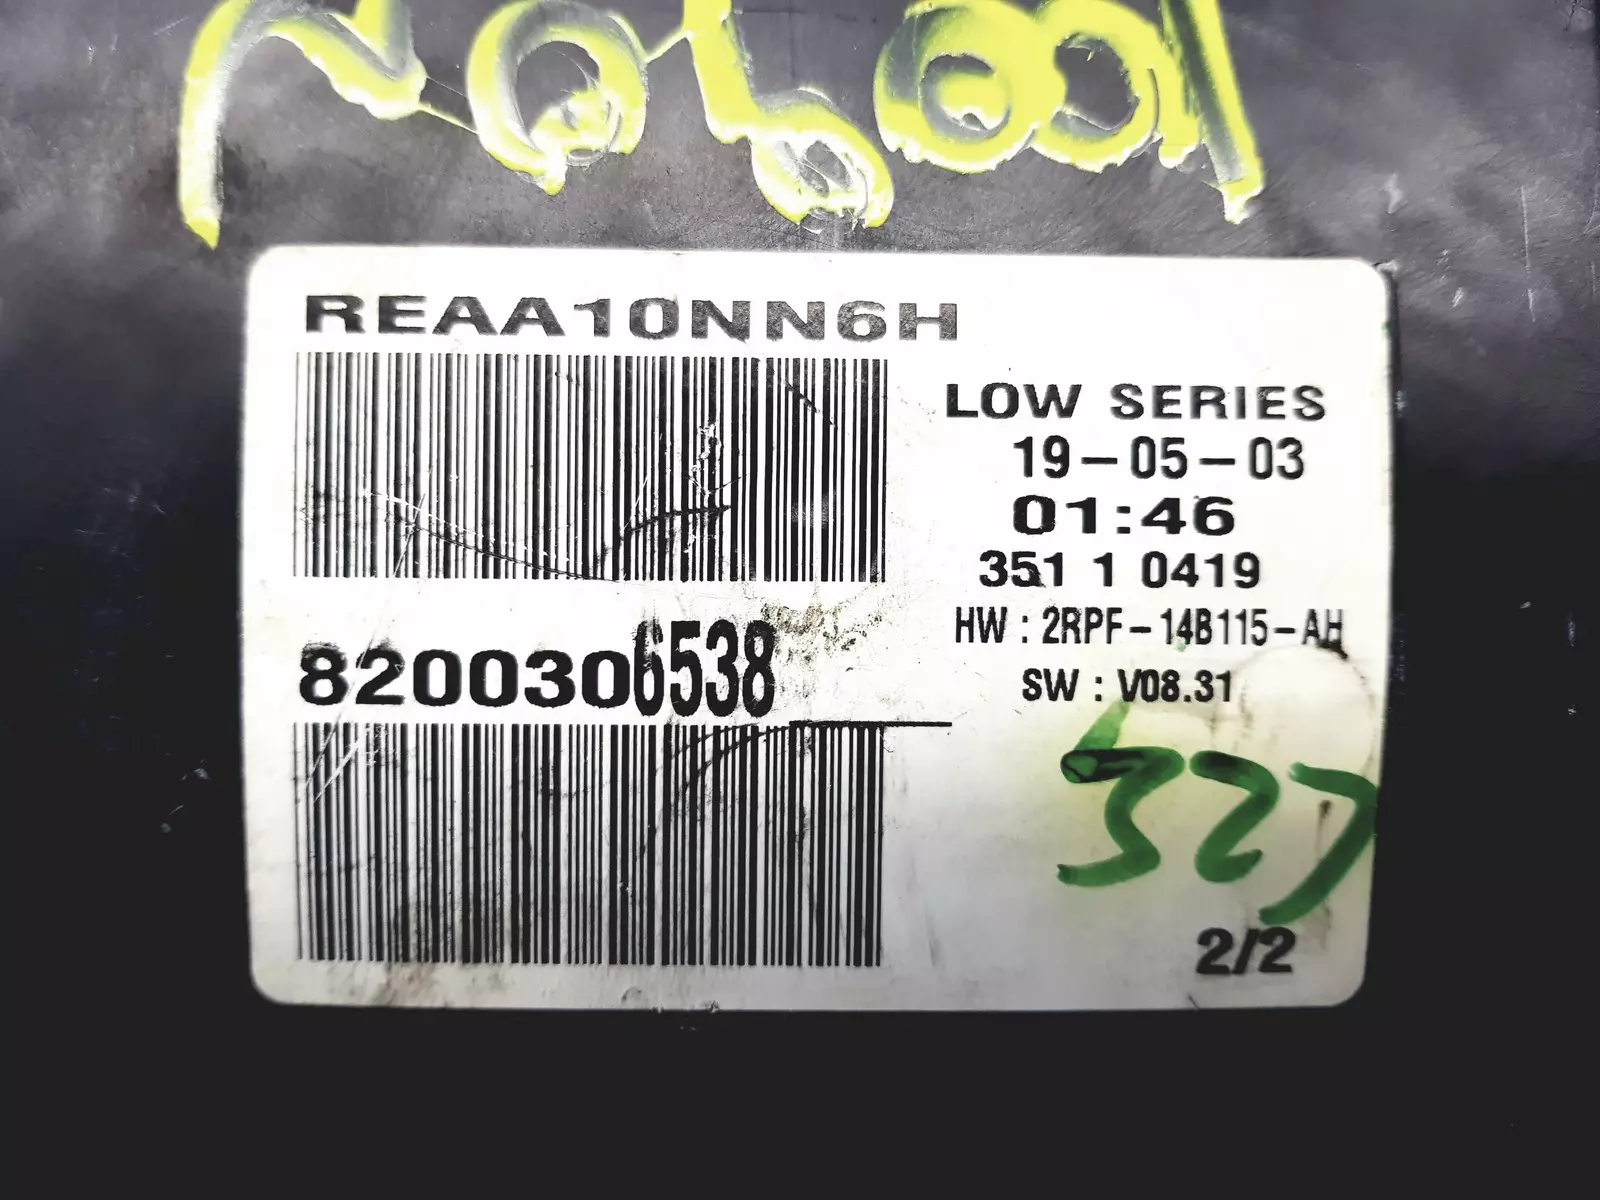 REAA10NN6H
LOW SERIES
19-05-03
01:46
351 1 0419
HW : 2RPF-14B115-AH
8200306538
SW : V08.31
327
2/2